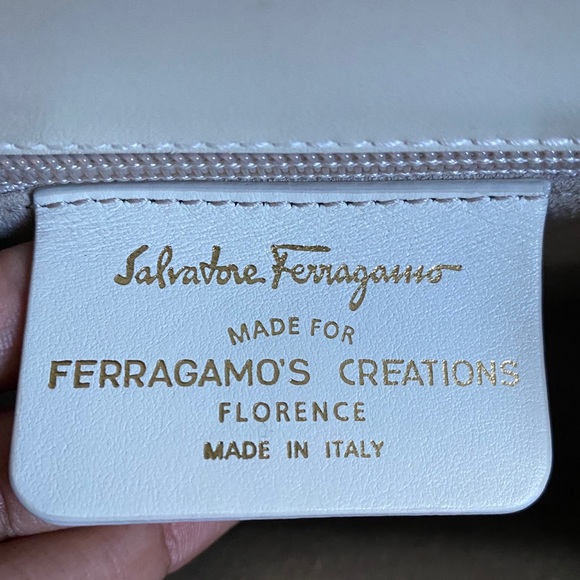 Salvatore Ferragamo
MADE FOR
FERRAGAMO'S CREATIONS
FLORENCE
MADE IN ITALY